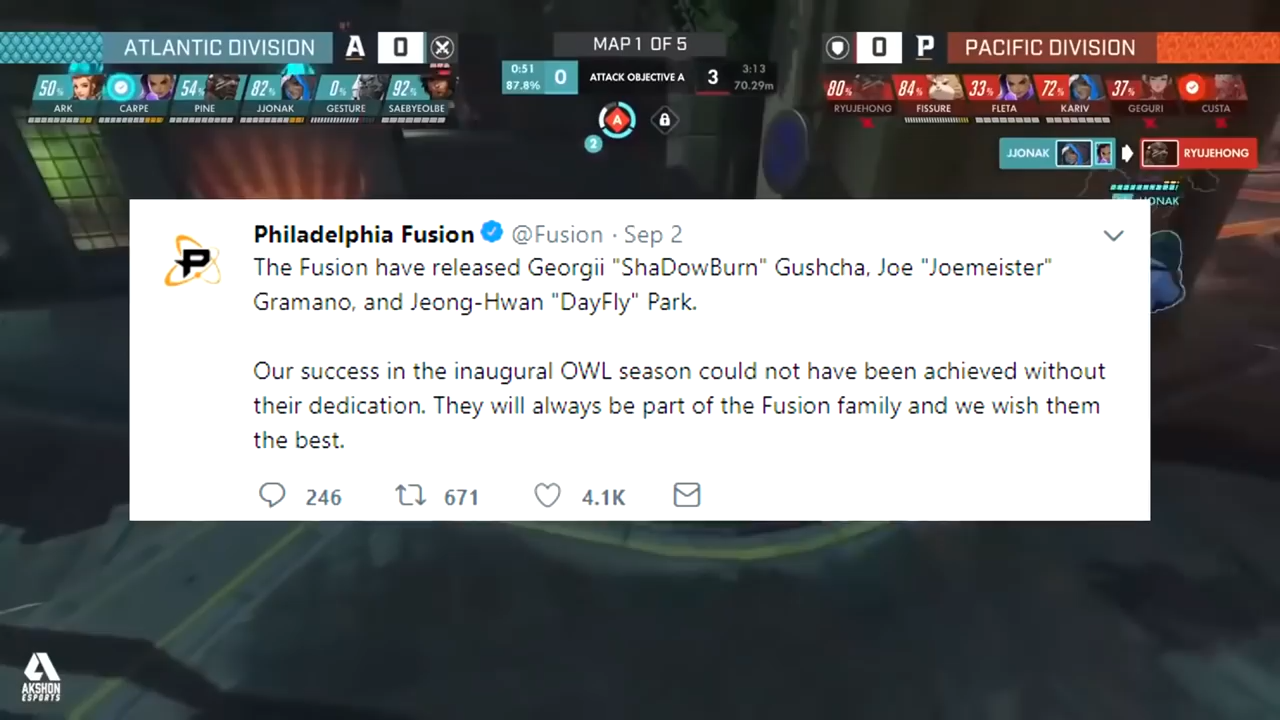 ATLANTIC DIVISION A 0
MAP 1 OF 5
0 P PACIFIC DIVISION
0:51
87.8%
0
ATTACK OBJECTIVE A
3
3:13
70.29m
50% 54% 82% 0% 92%
ARK CARPE PINE JJONAK GESTURE SAEBYEOLBE
80% 84% 33% 72% 37%
RYUJEHONG FISSURE FLETA KARIV GEGURI CUSTA
A
2
JJONAK RYUJEHONG
Philadelphia Fusion @Fusion · Sep 2
The Fusion have released Georgii "ShaDowBurn" Gushcha, Joe "Joemeister"
Gramano, and Jeong-Hwan "DayFly" Park.
Our success in the inaugural OWL season could not have been achieved without
their dedication. They will always be part of the Fusion family and we wish them
the best.
246 671 4.1K
AKSHON
ESPORTS